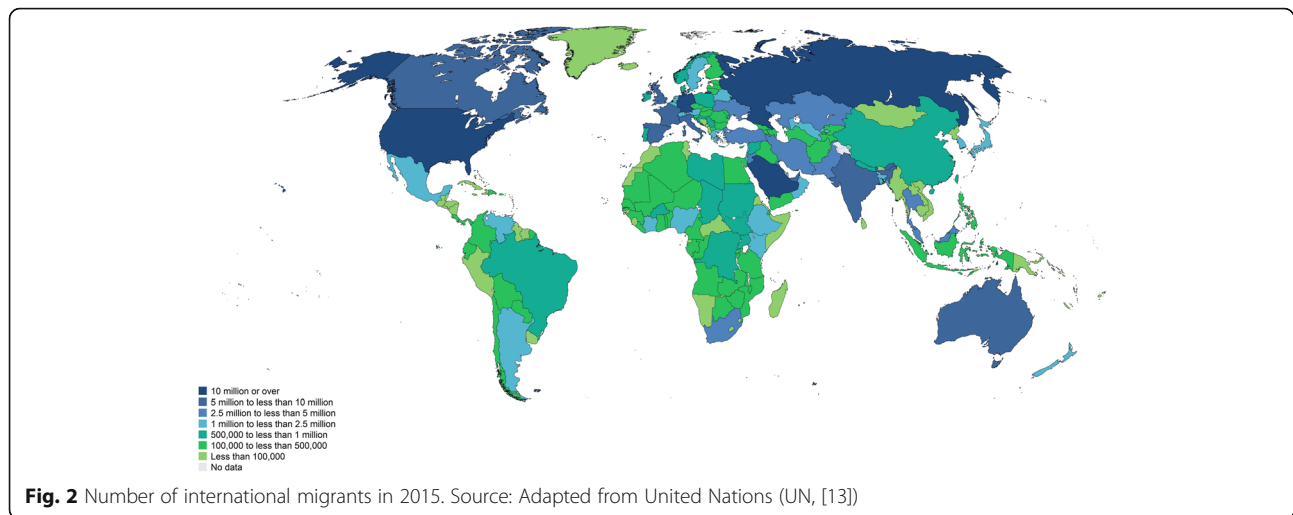 10 million or over
5 million to less than 10 million
2.5 million to less than 5 million
1 million to less than 2.5 million
500,000 to less than 1 million
100,000 to less than 500,000
Less than 100,000
No data
Fig. 2 Number of international migrants in 2015. Source: Adapted from United Nations (UN, [13])